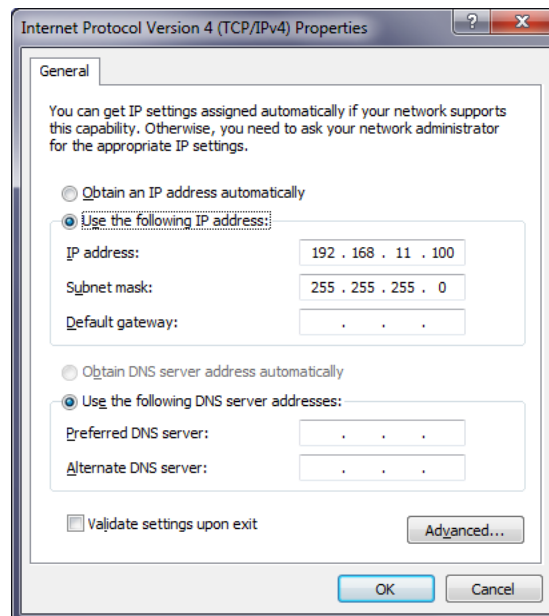 Internet Protocol Version 4 (TCP/IPv4) Properties
General
You can get IP settings assigned automatically if your network supports
this capability. Otherwise, you need to ask your network administrator
for the appropriate IP settings.
Obtain an IP address automatically
Use the following IP address:
IP address: 192 . 168 . 11 . 100
Subnet mask: 255 . 255 . 255 . 0
Default gateway: . . .
Obtain DNS server address automatically
Use the following DNS server addresses:
Preferred DNS server: . . .
Alternate DNS server: . . .
Validate settings upon exit
Advanced...
OK Cancel